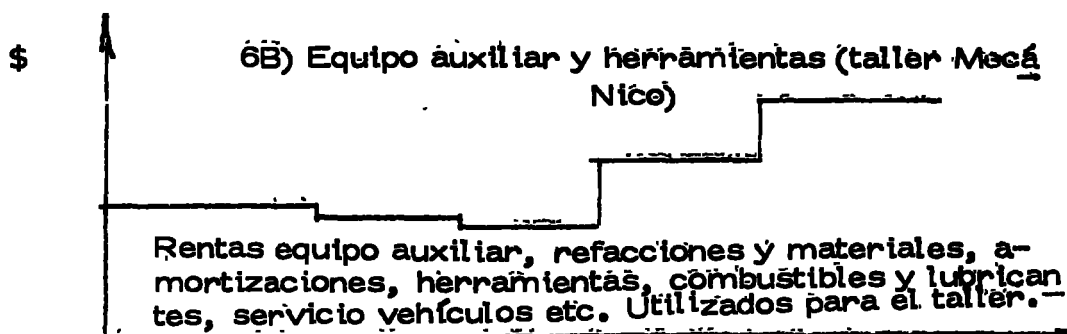 $
6B) Equipo auxiliar y herramientas (taller Mecá
Nico)
Rentas equipo auxiliar, refacciones y materiales, a-
mortizaciones, herramientas, combustibles y lubrican
tes, servicio vehículos etc. Utilizados para el taller.-